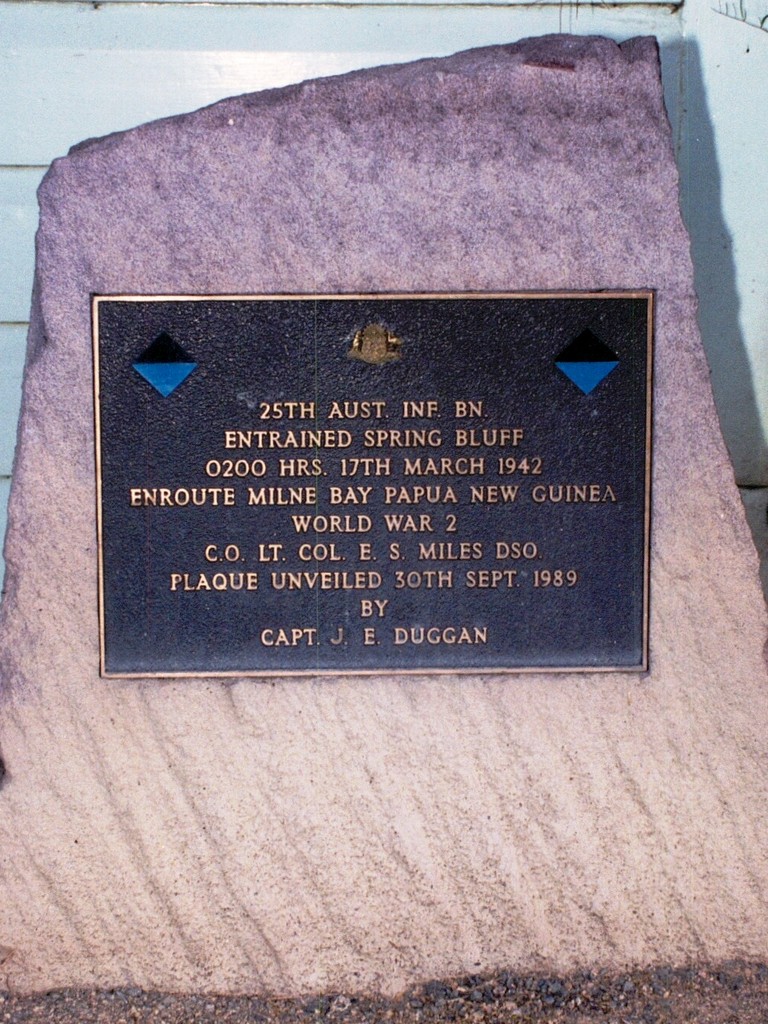 25TH AUST. INF. BN.
ENTRAINED SPRING BLUFF
0200 HRS. 17TH MARCH 1942
ENROUTE MILNE BAY PAPUA NEW GUINEA
WORLD WAR 2
C.O. LT. COL. E. S. MILES DSO.
PLAQUE UNVEILED 30TH SEPT. 1989
BY
CAPT. J. E. DUGGAN